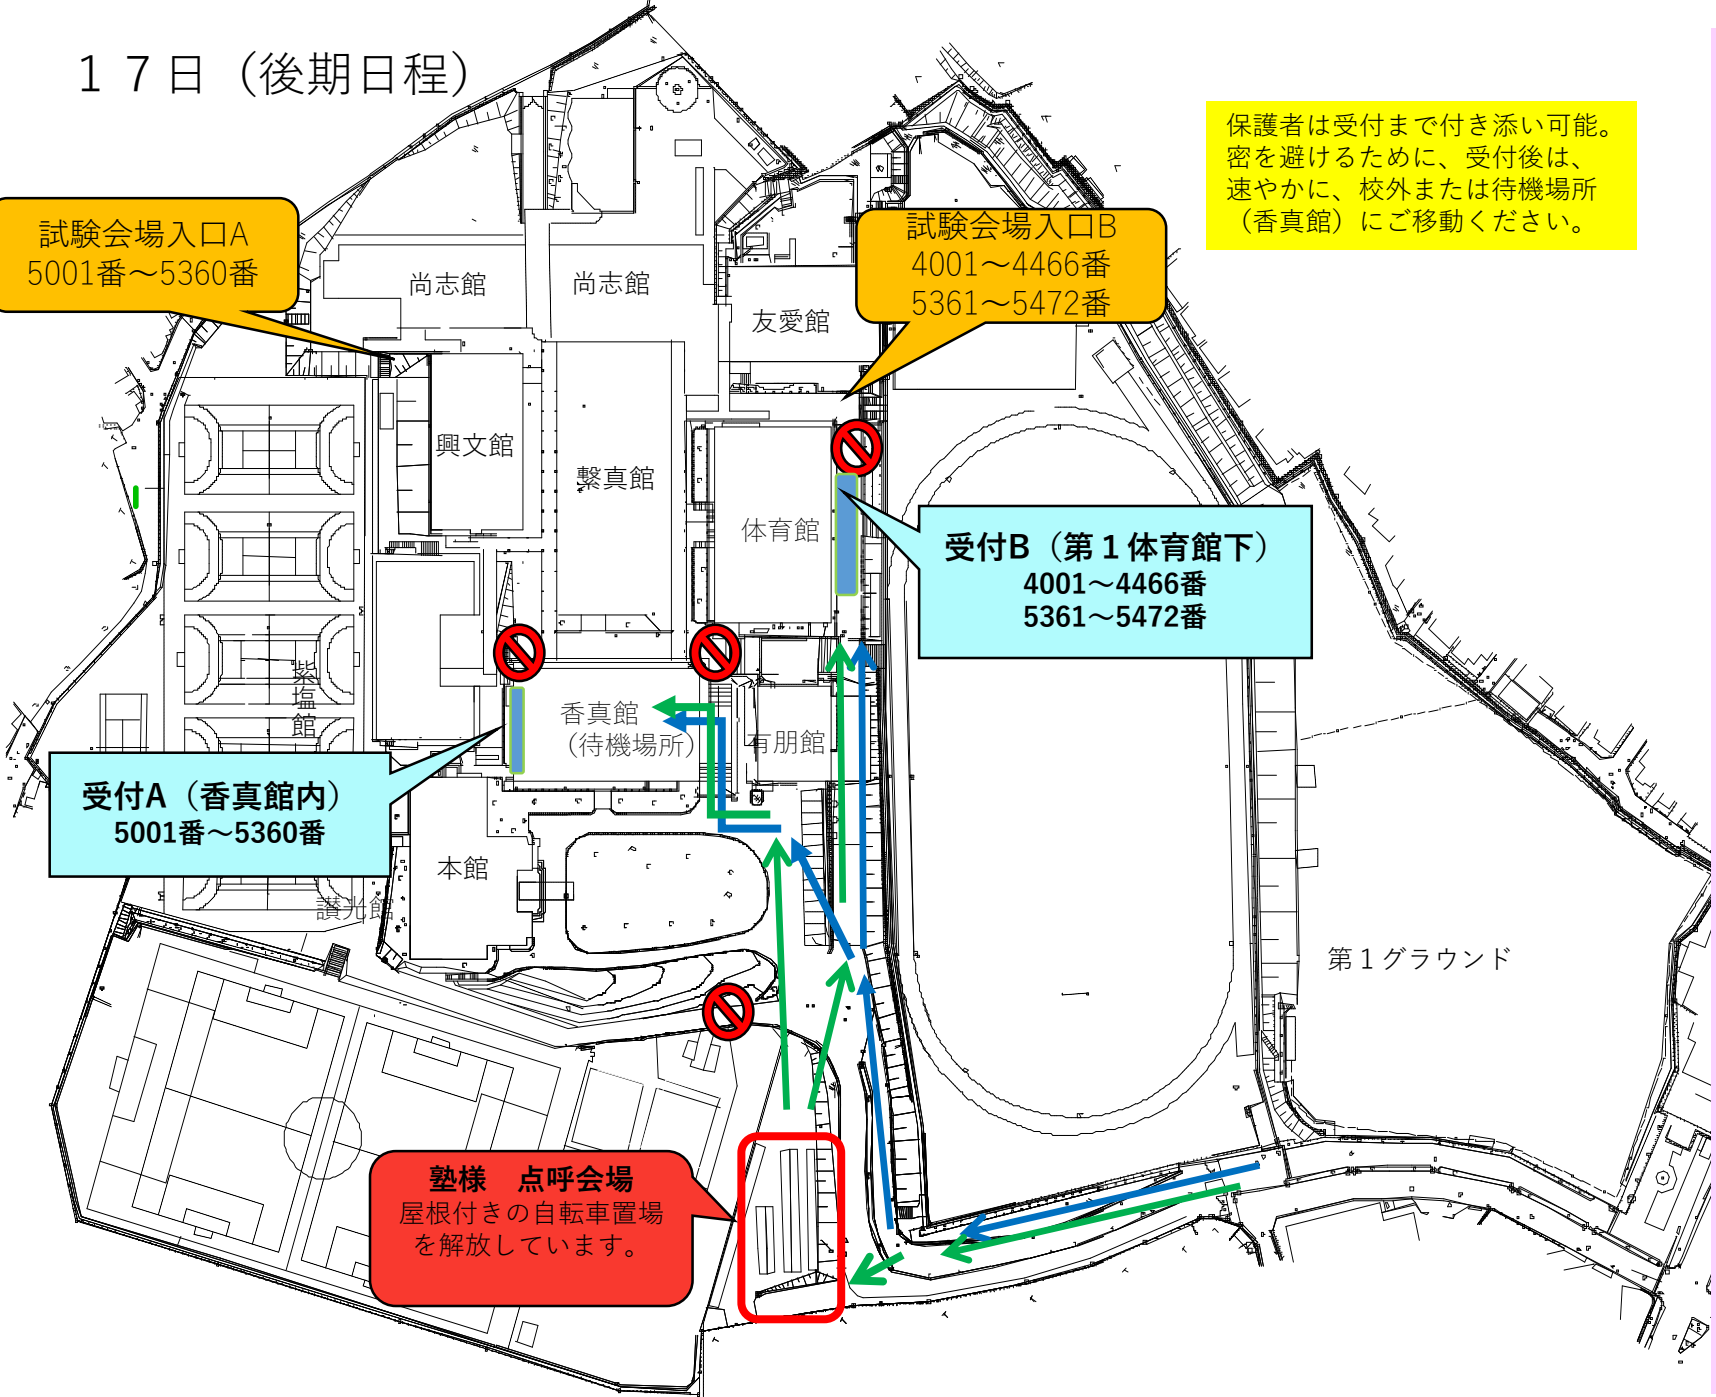 １７日（後期日程）
保護者は受付まで付き添い可能。
密を避けるために、受付後は、
速やかに、校外または待機場所
（香真館）にご移動ください。
試験会場入口A
5001番～5360番
試験会場入口B
4001～4466番
5361～5472番
尚志館
尚志館
友愛館
興文館
繋真館
体育館
受付B（第１体育館下）
4001～4466番
5361～5472番
紫塩館
香真館
（待機場所）
有朋館
受付A（香真館内）
5001番～5360番
本館
讃光館
第１グラウンド
塾様　点呼会場
屋根付きの自転車置場
を解放しています。